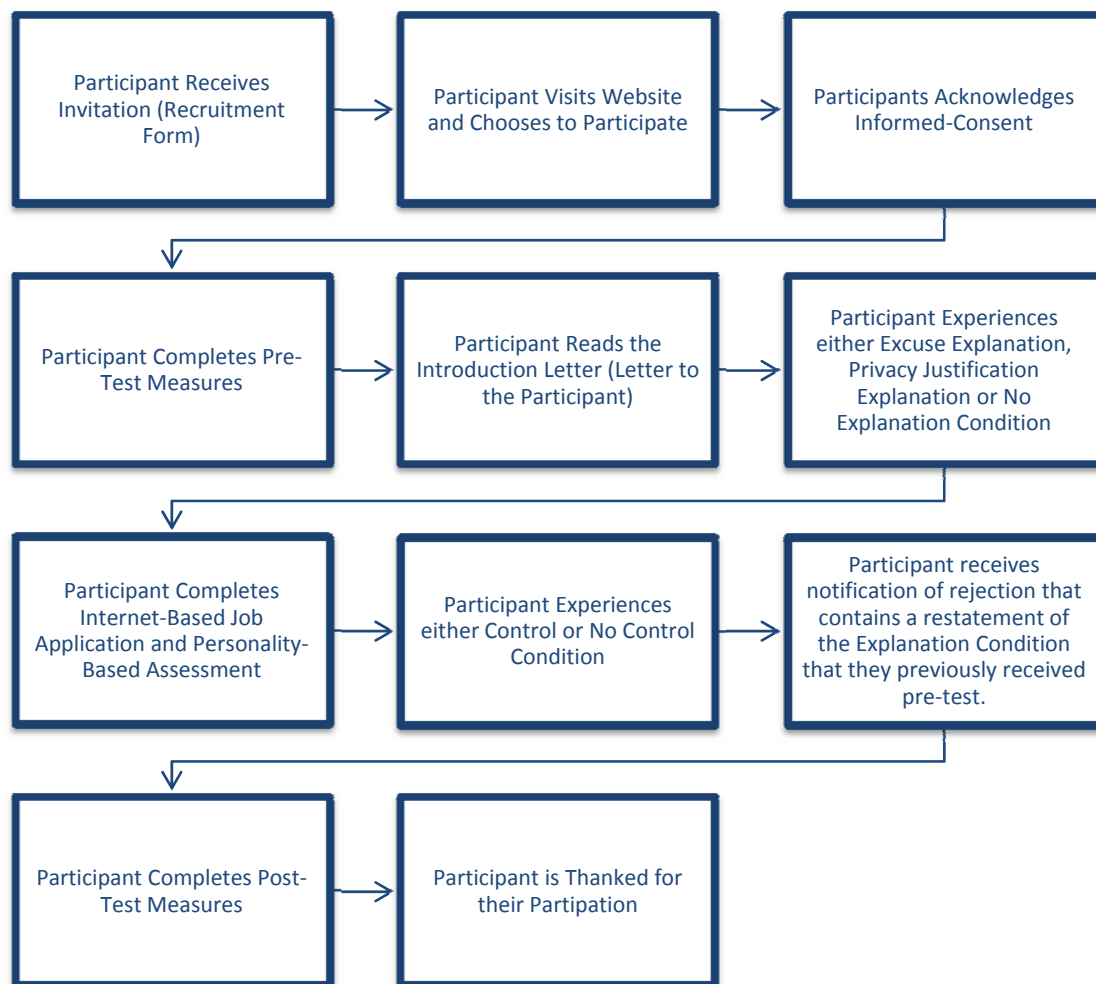 Participant Receives
Invitation (Recruitment
Form)
Participant Visits Website
and Chooses to Participate
Participants Acknowledges
Informed-Consent
Participant Completes Pre-
Test Measures
Participant Reads the
Introduction Letter (Letter to
the Participant)
Participant Experiences
either Excuse Explanation,
Privacy Justification
Explanation or No
Explanation Condition
Participant Completes
Internet-Based Job
Application and Personality-
Based Assessment
Participant Experiences
either Control or No Control
Condition
Participant receives
notification of rejection that
contains a restatement of
the Explanation Condition
that they previously received
pre-test.
Participant Completes Post-
Test Measures
Participant is Thanked for
their Partipation